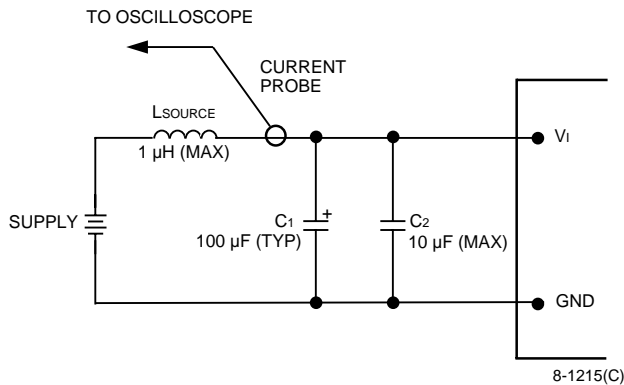 TO OSCILLOSCOPE
CURRENT
PROBE
LSOURCE
1 µH (MAX)
VI
SUPPLY
C1
+
100 µF (TYP)
C2
10 µF (MAX)
GND
8-1215(C)